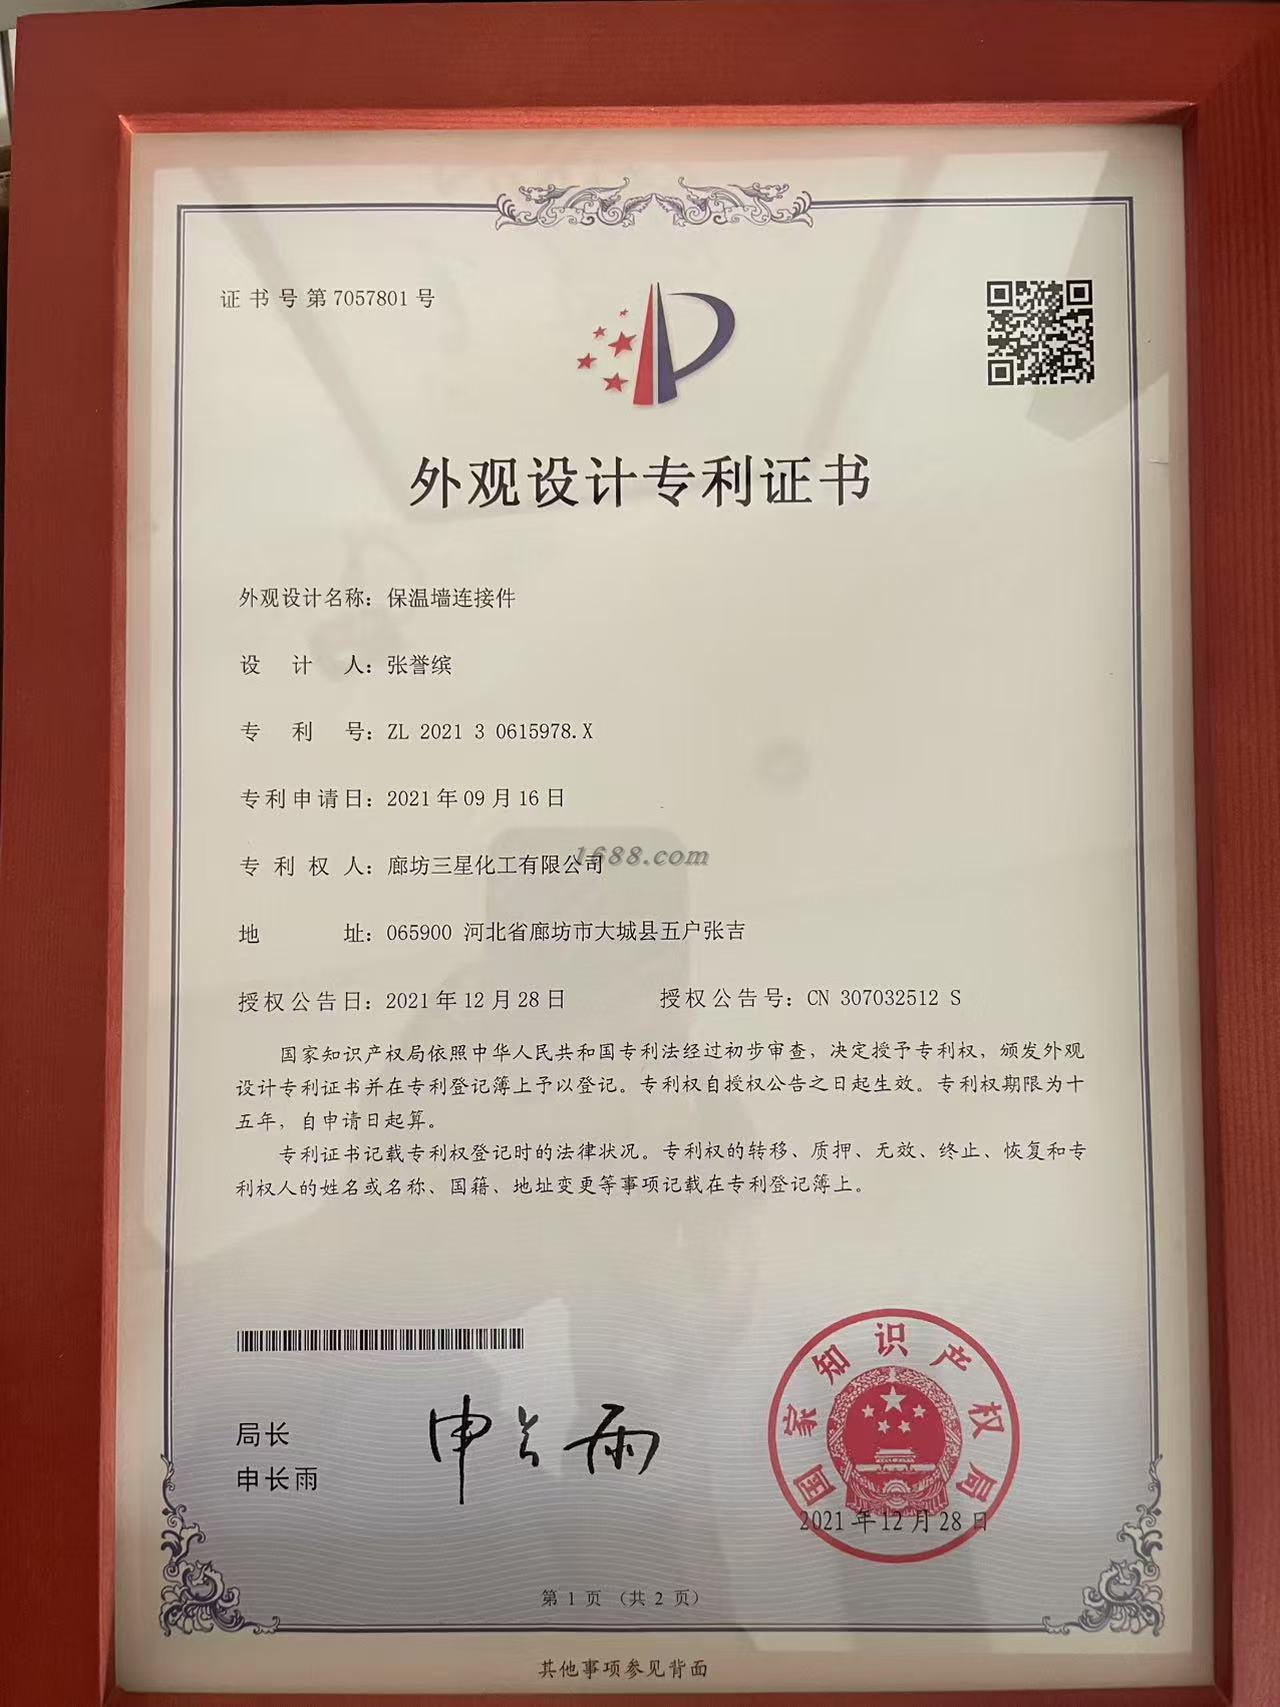 证书号第7057801号
外观设计专利证书
外观设计名称：保温墙连接件
设计人：张誉缤
专利号：ZL 2021 3 0615978.X
专利申请日：2021年09月16日
专利权人：廊坊三星化工有限公司
1688.com
地址：065900 河北省廊坊市大城县五户张吉
授权公告日：2021年12月28日 授权公告号：CN 307032512 S
国家知识产权局依照中华人民共和国专利法经过初步审查，决定授予专利权，颁发外观
设计专利证书并在专利登记簿上予以登记。专利权自授权公告之日起生效。专利权期限为十
五年，自申请日起算。
专利证书记载专利权登记时的法律状况。专利权的转移、质押、无效、终止、恢复和专
利权人的姓名或名称、国籍、地址变更等事项记载在专利登记簿上。
局长
申长雨
申长雨
国家知识产权局
2021年12月28日
第 1 页 （共 2 页）
其他事项参见背面